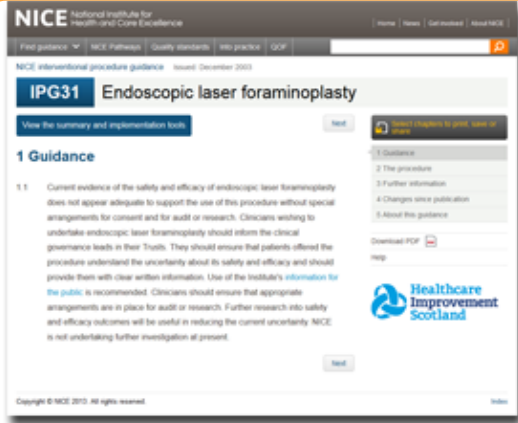 NICE National Institute for
Health and Care Excellence
Home News Get involved About NICE
Find guidance NICE Pathways Quality standards Into practice QOF
NICE interventional procedure guidance Issued: December 2003
IPG31 Endoscopic laser foraminoplasty
View the summary and implementation tools
Next
Select chapters to print, save or
share
1 Guidance
1.1 Current evidence of the safety and efficacy of endoscopic laser foraminoplasty
does not appear adequate to support the use of this procedure without special
arrangements for consent and for audit or research. Clinicians wishing to
undertake endoscopic laser foraminoplasty should inform the clinical
governance leads in their Trusts. They should ensure that patients offered the
procedure understand the uncertainty about its safety and efficacy and should
provide them with clear written information. Use of the Institute's information for
the public is recommended. Clinicians should ensure that appropriate
arrangements are in place for audit or research. Further research into safety
and efficacy outcomes will be useful in reducing the current uncertainty. NICE
is not undertaking further investigation at present.
Next
1 Guidance
2 The procedure
3 Further information
4 Changes since publication
5 About this guidance
Download PDF
Help
Healthcare
Improvement
Scotland
Copyright © NICE 2013. All rights reserved.
Index